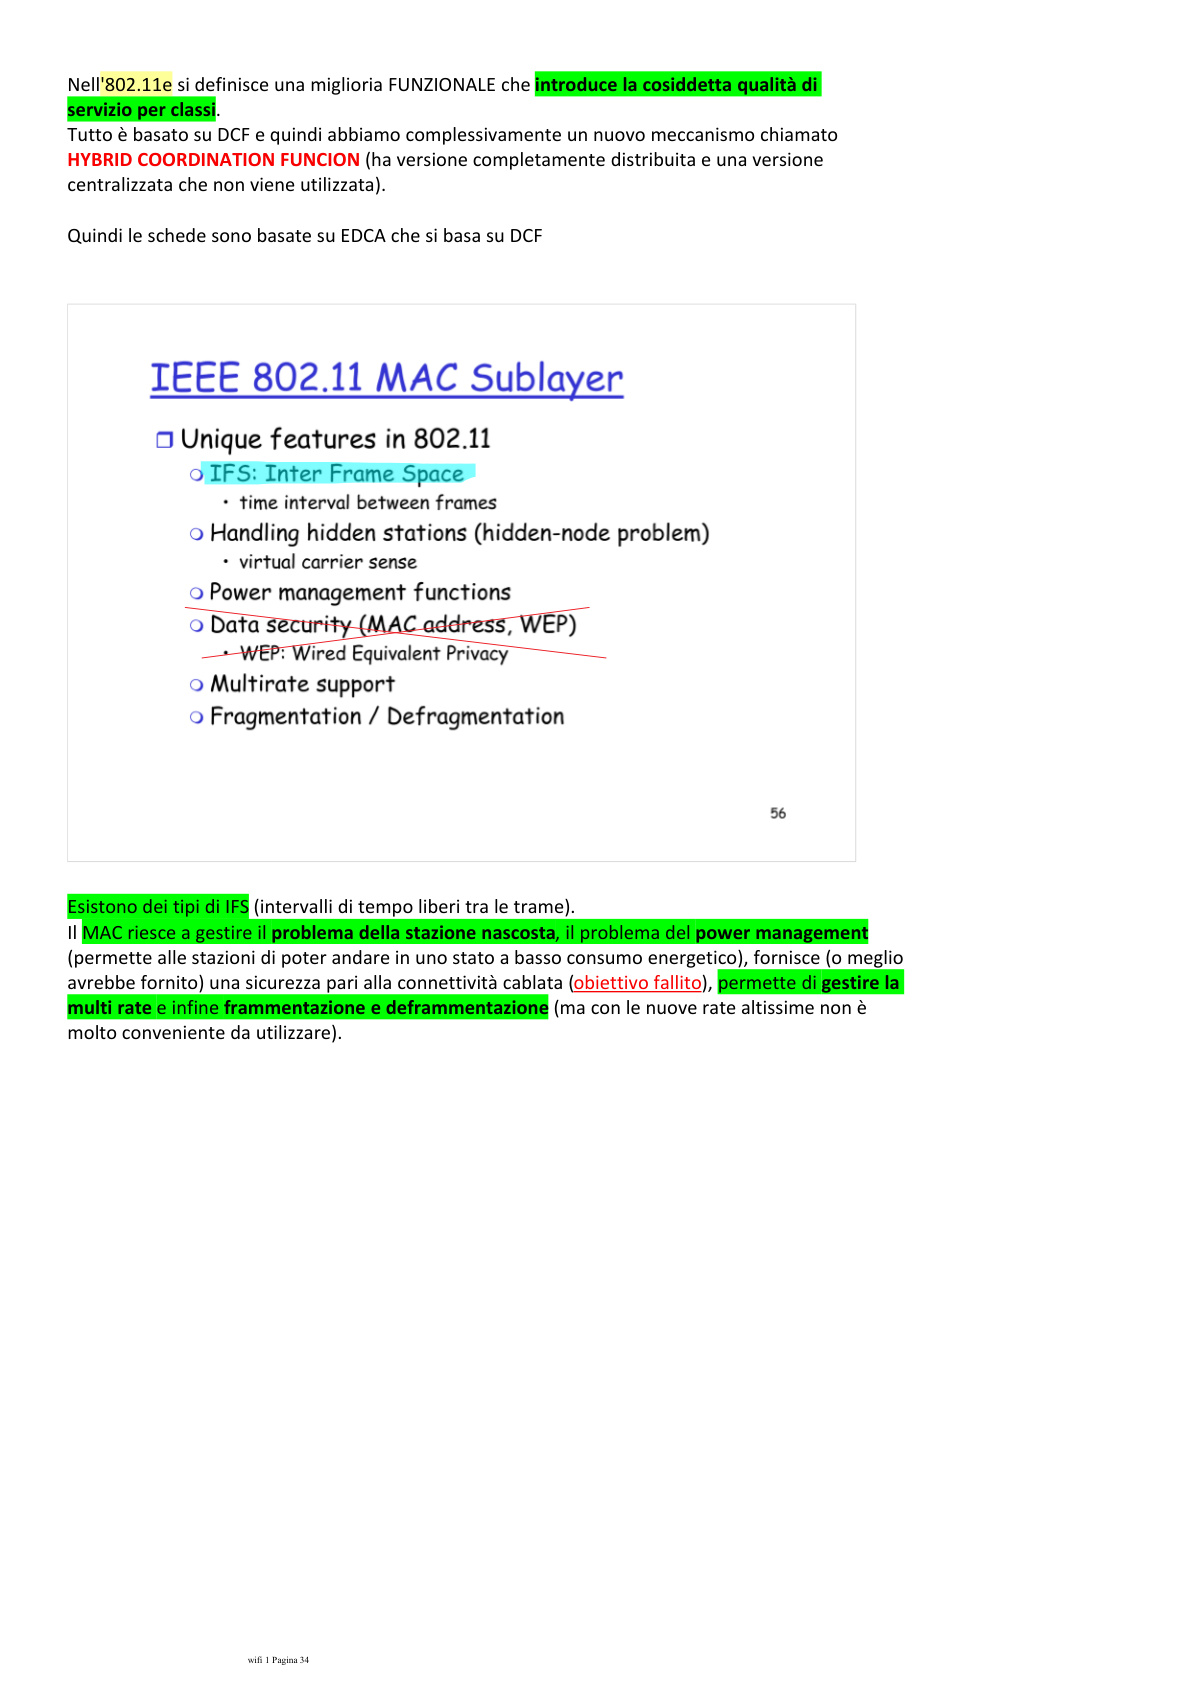 Nell'802.11e si definisce una miglioria FUNZIONALE che introduce la cosiddetta qualità di
servizio per classi.
Tutto è basato su DCF e quindi abbiamo complessivamente un nuovo meccanismo chiamato
HYBRID COORDINATION FUNCION (ha versione completamente distribuita e una versione
centralizzata che non viene utilizzata).
Quindi le schede sono basate su EDCA che si basa su DCF
IEEE 802.11 MAC Sublayer
❒ Unique features in 802.11
○ IFS: Inter Frame Space
• time interval between frames
○ Handling hidden stations (hidden-node problem)
• virtual carrier sense
○ Power management functions
○ Data security (MAC address, WEP)
• WEP: Wired Equivalent Privacy
○ Multirate support
○ Fragmentation / Defragmentation
56
Esistono dei tipi di IFS (intervalli di tempo liberi tra le trame).
Il MAC riesce a gestire il problema della stazione nascosta, il problema del power management
(permette alle stazioni di poter andare in uno stato a basso consumo energetico), fornisce (o meglio
avrebbe fornito) una sicurezza pari alla connettività cablata (obiettivo fallito), permette di gestire la
multi rate e infine frammentazione e deframmentazione (ma con le nuove rate altissime non è
molto conveniente da utilizzare).
wifi 1 Pagina 34